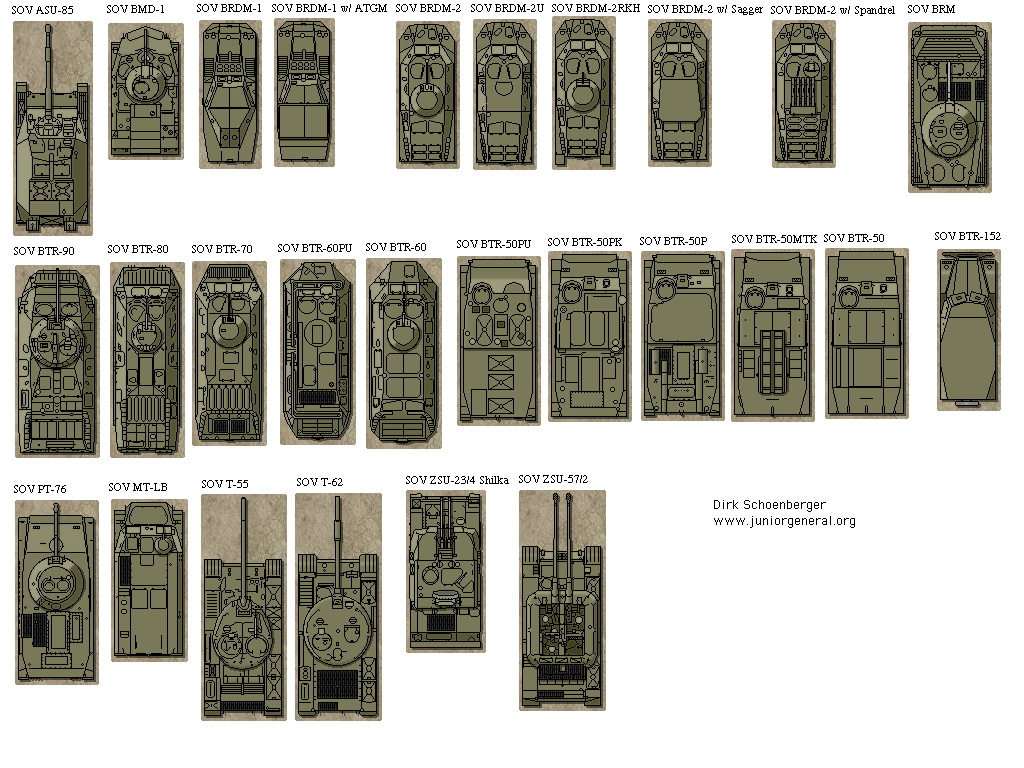 SOV ASU-85
SOV BMD-1
SOV BRDM-1
SOV BRDM-1 w/ ATGM
SOV BRDM-2
SOV BRDM-2U
SOV BRDM-2RKH
SOV BRDM-2 w/ Sagger
SOV BRDM-2 w/ Spandrel
SOV BRM
SOV BTR-90
SOV BTR-80
SOV BTR-70
SOV BTR-60PU
SOV BTR-60
SOV BTR-50PU
SOV BTR-50PK
SOV BTR-50P
SOV BTR-50MTK
SOV BTR-50
SOV BTR-152
SOV PT-76
SOV MT-LB
SOV T-55
SOV T-62
SOV ZSU-23/4 Shilka
SOV ZSU-57/2
Dirk Schoenberger
www.juniorgeneral.org